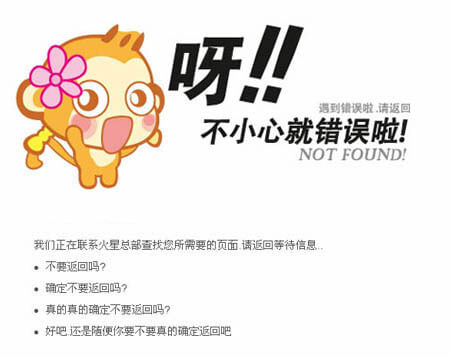 呀!!
遇到错误啦.请返回
不小心就错误啦!
NOT FOUND!
我们正在联系火星总部查找您所需要的页面.请返回等待信息..
不要返回吗?
确定不要返回吗?
真的真的确定不要返回吗?
好吧.还是随便你要不要真的确定返回吧